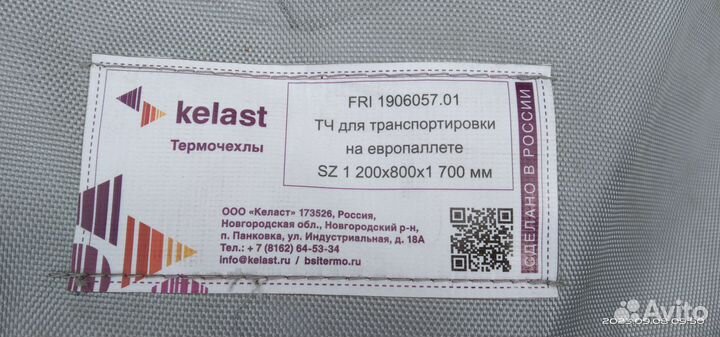 kelast
Термочехлы
FRI 1906057.01
ТЧ для транспортировки
на европаллете
SZ 1 200x800x1 700 мм
СДЕЛАНО В РОССИИ
ООО «Келаст» 173526, Россия,
Новгородская обл., Новгородский р-н,
п. Панковка, ул. Индустриальная, д. 18А
Тел.: + 7 (8162) 64-53-34
info@kelast.ru / bsitermo.ru
Avito